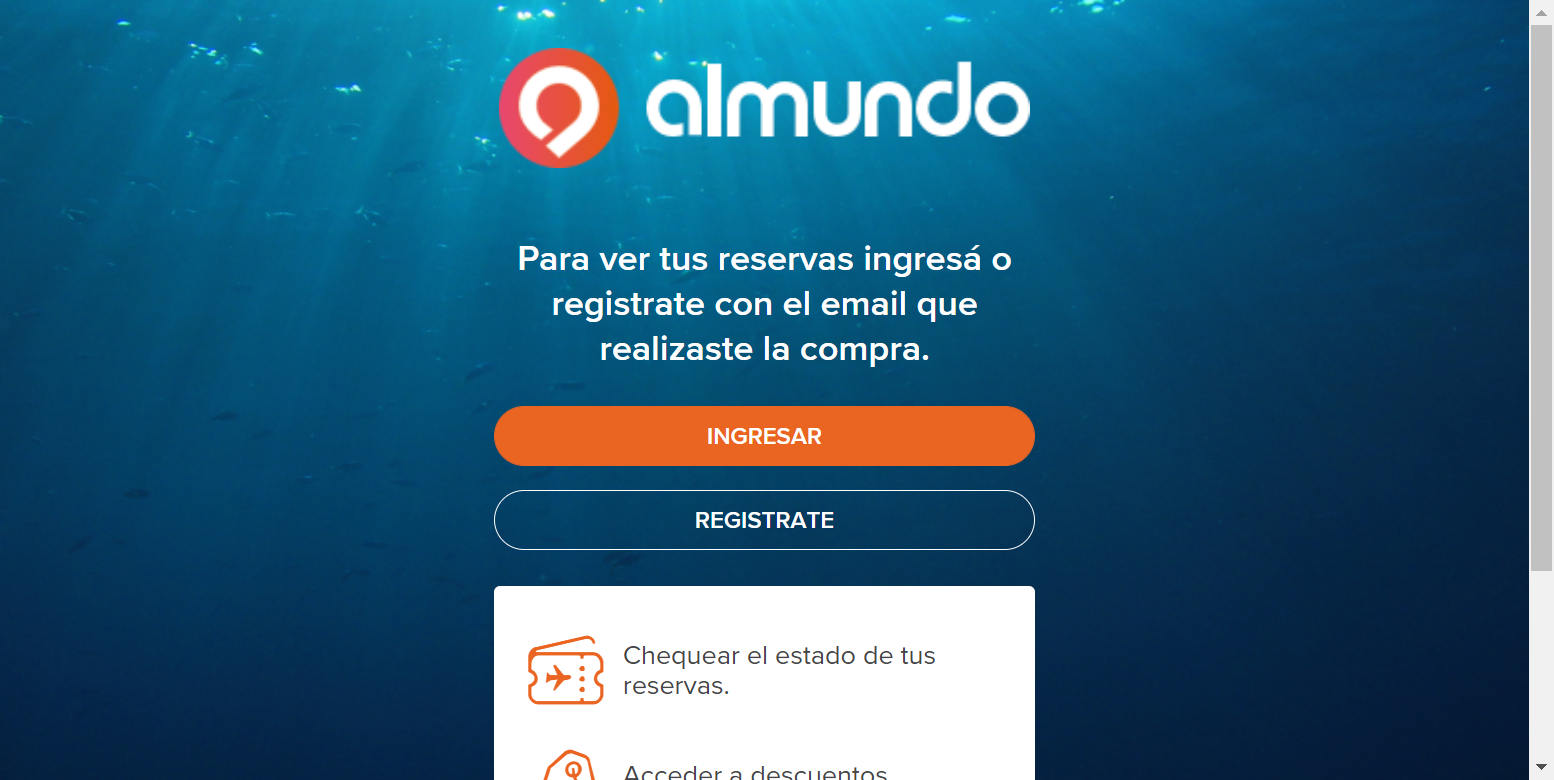 almundo
Para ver tus reservas ingresá o
registrate con el email que
realizaste la compra.
INGRESAR
REGISTRATE
Chequear el estado de tus
reservas.
Acceder a descuentos